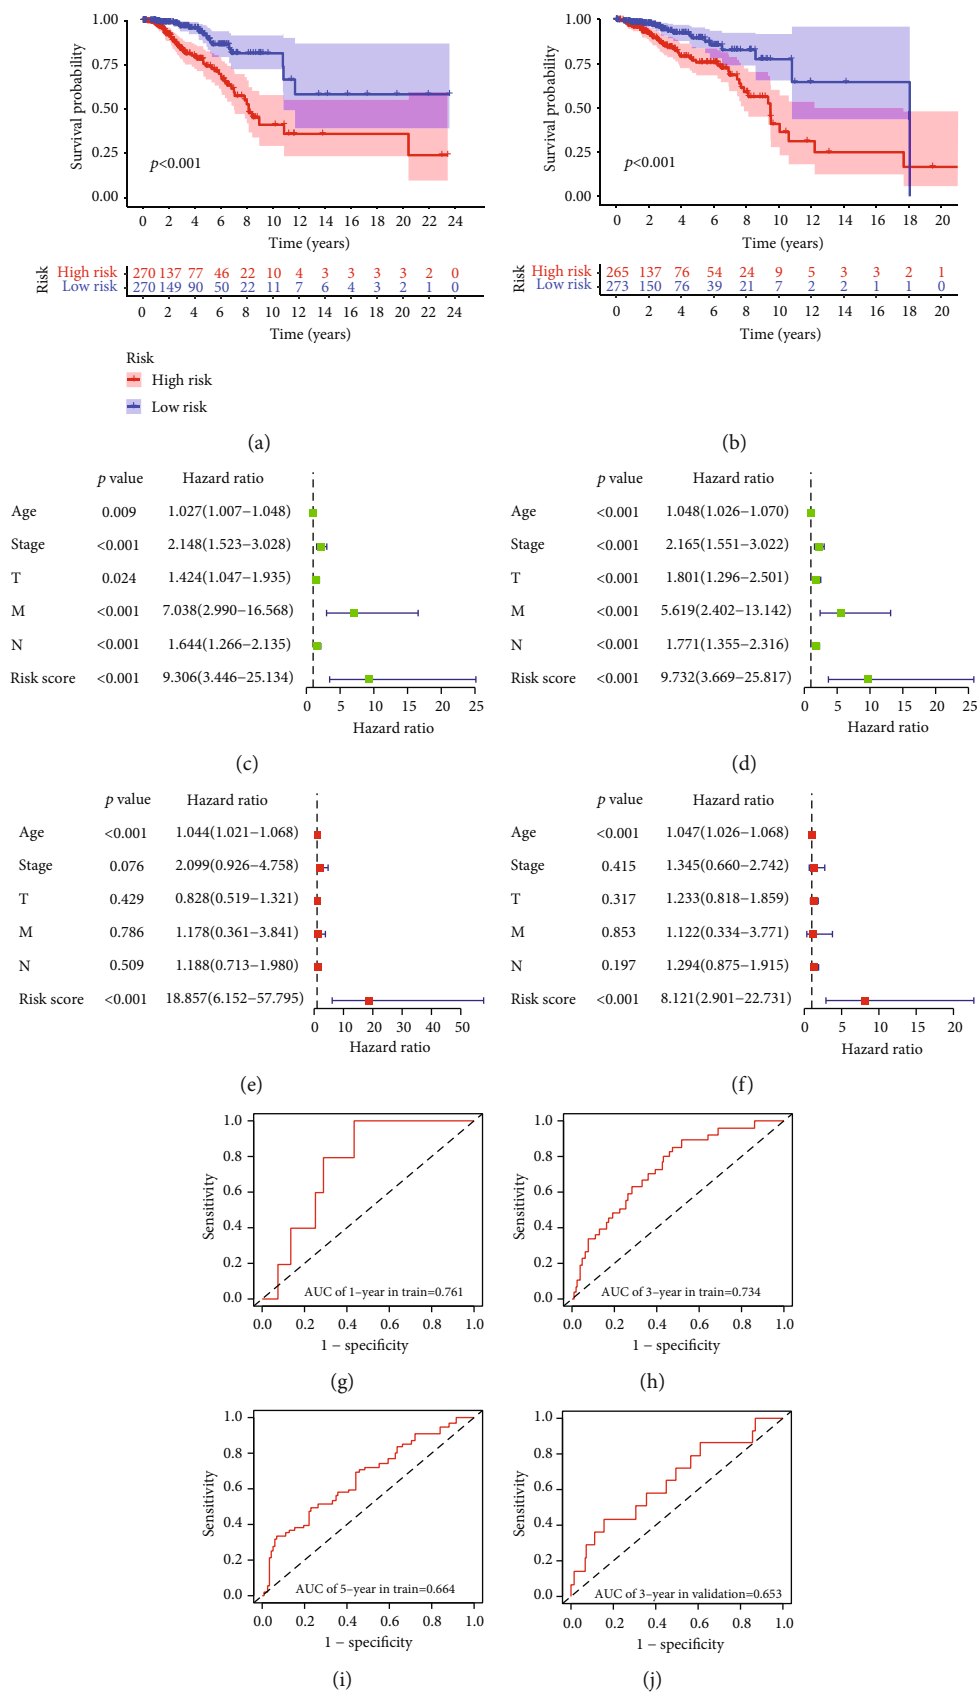 1.00
0.75
0.50
0.25
0.00
Survival probability
p<0.001
0 2 4 6 8 10 12 14 16 18 20 22 24
Time (years)
Risk
High risk 270 137 77 46 22 10 4 3 3 3 3 2 0
Low risk 270 149 90 50 22 11 7 6 4 3 2 1 0
0 2 4 6 8 10 12 14 16 18 20 22 24
Time (years)
Risk
High risk
Low risk
(a)
1.00
0.75
0.50
0.25
0.00
Survival probability
p<0.001
0 2 4 6 8 10 12 14 16 18 20
Time (years)
Risk
High risk 265 137 76 54 24 9 5 3 3 2 1
Low risk 273 150 76 39 21 7 2 2 1 1 0
0 2 4 6 8 10 12 14 16 18 20
Time (years)
(b)
p value Hazard ratio
Age 0.009 1.027(1.007−1.048)
Stage <0.001 2.148(1.523−3.028)
T 0.024 1.424(1.047−1.935)
M <0.001 7.038(2.990−16.568)
N <0.001 1.644(1.266−2.135)
Risk score <0.001 9.306(3.446−25.134)
0 5 10 15 20 25
Hazard ratio
(c)
p value Hazard ratio
Age <0.001 1.048(1.026−1.070)
Stage <0.001 2.165(1.551−3.022)
T <0.001 1.801(1.296−2.501)
M <0.001 5.619(2.402−13.142)
N <0.001 1.771(1.355−2.316)
Risk score <0.001 9.732(3.669−25.817)
0 5 10 15 20 25
Hazard ratio
(d)
p value Hazard ratio
Age <0.001 1.044(1.021−1.068)
Stage 0.076 2.099(0.926−4.758)
T 0.429 0.828(0.519−1.321)
M 0.786 1.178(0.361−3.841)
N 0.509 1.188(0.713−1.980)
Risk score <0.001 18.857(6.152−57.795)
0 10 20 30 40 50
Hazard ratio
(e)
p value Hazard ratio
Age <0.001 1.047(1.026−1.068)
Stage 0.415 1.345(0.660−2.742)
T 0.317 1.233(0.818−1.859)
M 0.853 1.122(0.334−3.771)
N 0.197 1.294(0.875−1.915)
Risk score <0.001 8.121(2.901−22.731)
0 5 10 15 20
Hazard ratio
(f)
1.0
0.8
0.6
0.4
0.2
0.0
Sensitivity
AUC of 1−year in train=0.761
0.0 0.2 0.4 0.6 0.8 1.0
1 − specificity
(g)
1.0
0.8
0.6
0.4
0.2
0.0
Sensitivity
AUC of 3−year in train=0.734
0.0 0.2 0.4 0.6 0.8 1.0
1 − specificity
(h)
1.0
0.8
0.6
0.4
0.2
0.0
Sensitivity
AUC of 5−year in train=0.664
0.0 0.2 0.4 0.6 0.8 1.0
1 − specificity
(i)
1.0
0.8
0.6
0.4
0.2
0.0
Sensitivity
AUC of 3−year in validation=0.653
0.0 0.2 0.4 0.6 0.8 1.0
1 − specificity
(j)